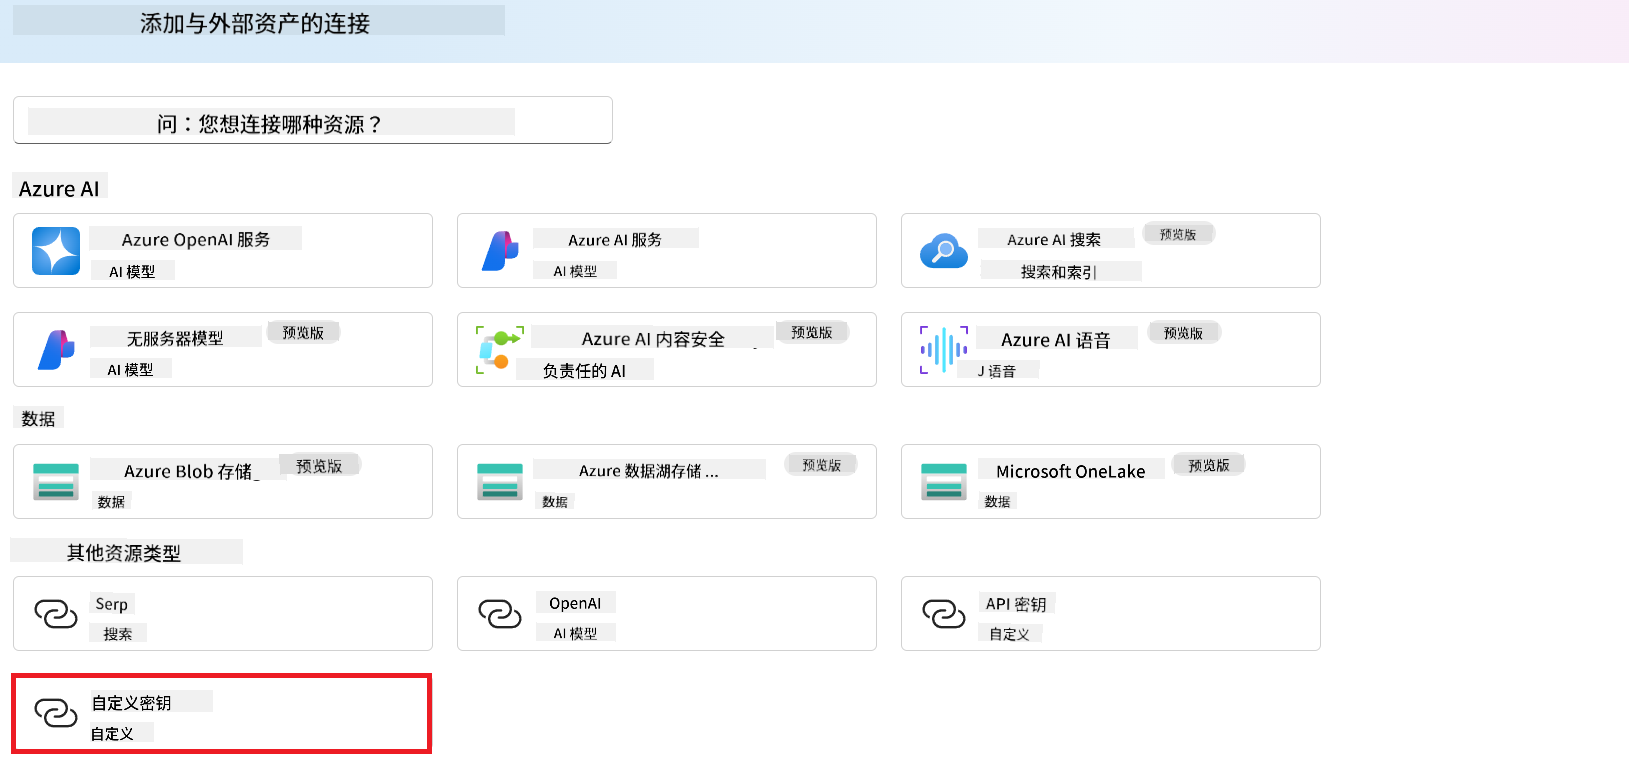 添加与外部资产的连接
问：您想连接哪种资源？
Azure AI
Azure OpenAI 服务
AI 模型
Azure AI 服务
AI 模型
Azure AI 搜索
预览版
搜索和索引
无服务器模型
预览版
AI 模型
Azure AI 内容安全
预览版
负责任的 AI
Azure AI 语音
预览版
语音
数据
Azure Blob 存储
预览版
数据
Azure 数据湖存储 ...
预览版
数据
Microsoft OneLake
预览版
数据
其他资源类型
Serp
搜索
OpenAI
AI 模型
API 密钥
自定义
自定义密钥
自定义